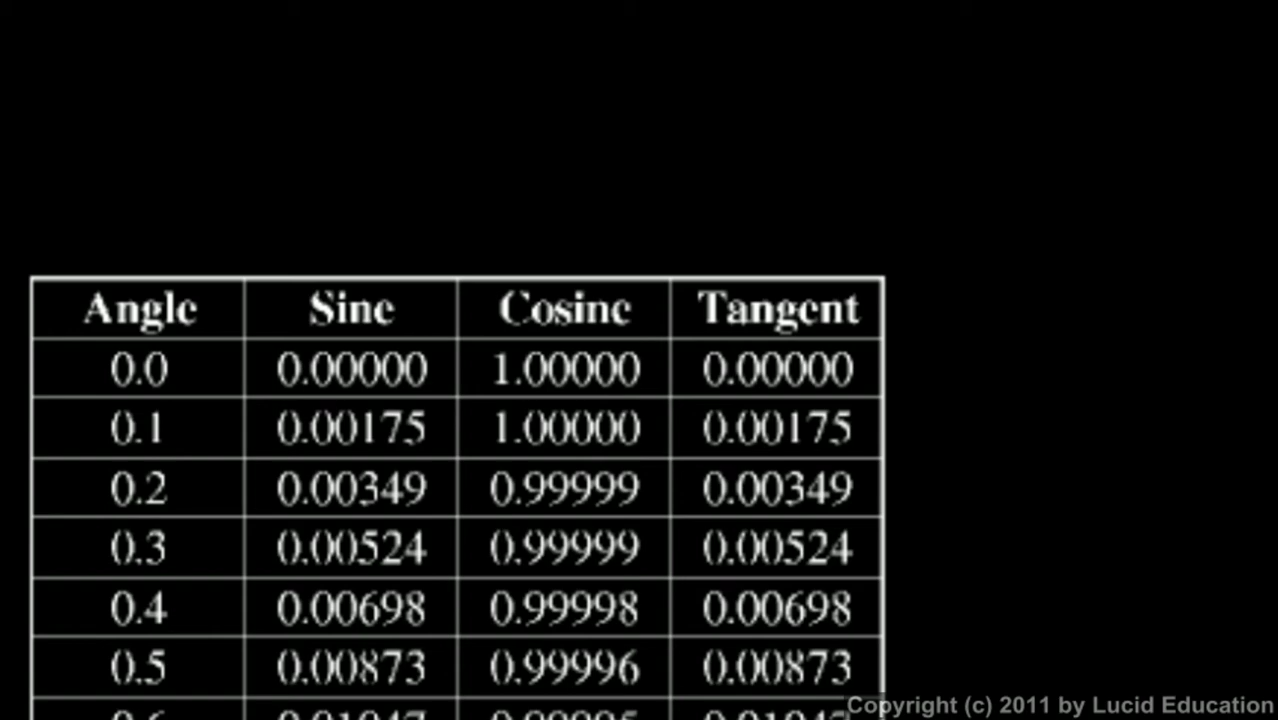 Angle Sine Cosine Tangent
0.0 0.00000 1.00000 0.00000
0.1 0.00175 1.00000 0.00175
0.2 0.00349 0.99999 0.00349
0.3 0.00524 0.99999 0.00524
0.4 0.00698 0.99998 0.00698
0.5 0.00873 0.99996 0.00873
Copyright (c) 2011 by Lucid Education